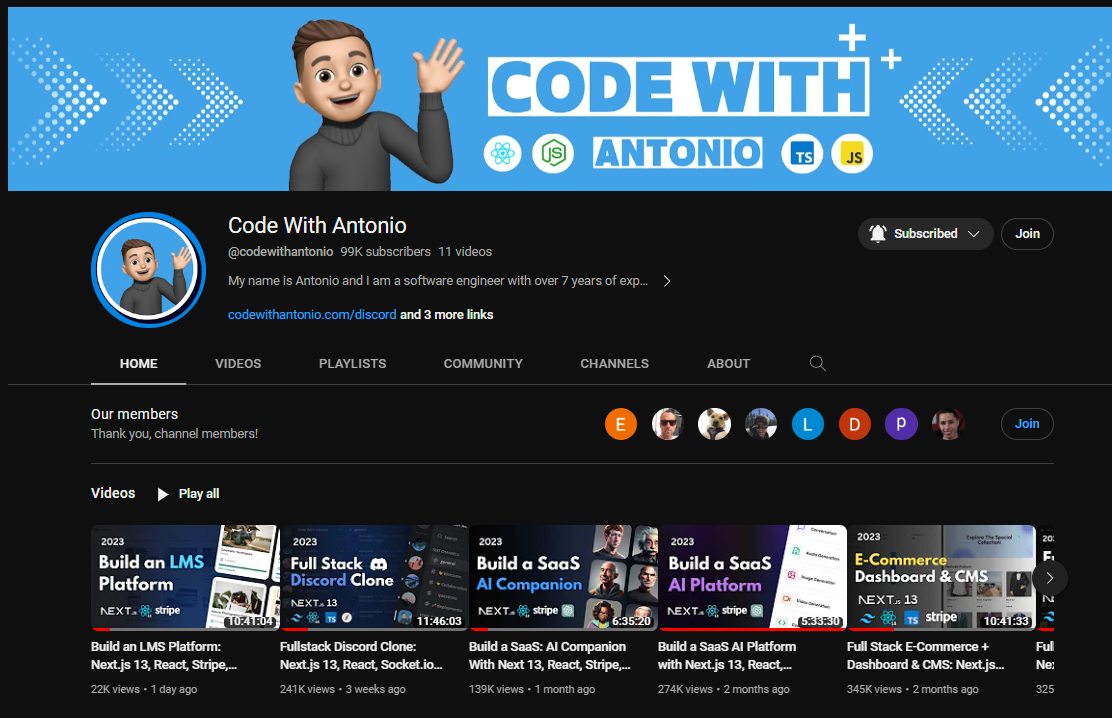 CODE WITH
ANTONIO
TS
JS
Code With Antonio
@codewithantonio 99K subscribers 11 videos
My name is Antonio and I am a software engineer with over 7 years of exp...
codewithantonio.com/discord and 3 more links
Subscribed
Join
HOME VIDEOS PLAYLISTS COMMUNITY CHANNELS ABOUT
Our members
Thank you, channel members!
E L D p
Join
Videos Play all
2023
Build an LMS
Platform
NEXT.JS stripe
10:41:04
Build an LMS Platform:
Next.js 13, React, Stripe,...
22K views • 1 day ago
2023
Full Stack
Discord Clone
NEXT.JS 13
TS
11:46:03
Fullstack Discord Clone:
Next.js 13, React, Socket.io...
241K views • 3 weeks ago
2023
Build a SaaS
AI Companion
NEXT.JS stripe
6:35:20
Build a SaaS: AI Companion
With Next 13, React, Stripe,...
139K views • 1 month ago
2023
Build a SaaS
AI Platform
NEXT.JS stripe
Conversation
Image Generation
Video Generation
5:33:30
Build a SaaS AI Platform
with Next.js 13, React,...
274K views • 2 months ago
2023
E-Commerce
Dashboard & CMS
NEXT.JS 13
TS stripe
Explore The Special
Collection!
10:41:33
Full Stack E-Commerce +
Dashboard & CMS: Next.js...
345K views • 2 months ago
325